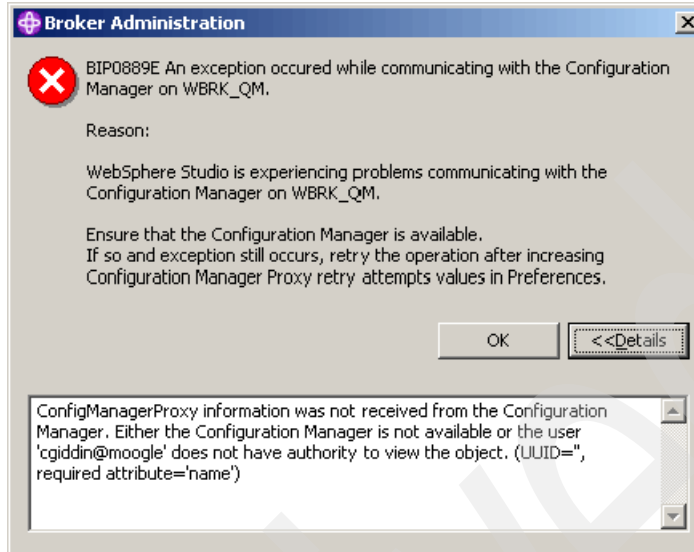 Broker Administration
BIP0889E An exception occured while communicating with the Configuration
Manager on WBRK_QM.
Reason:
WebSphere Studio is experiencing problems communicating with the
Configuration Manager on WBRK_QM.
Ensure that the Configuration Manager is available.
If so and exception still occurs, retry the operation after increasing
Configuration Manager Proxy retry attempts values in Preferences.
OK
<<Details
ConfigManagerProxy information was not received from the Configuration
Manager. Either the Configuration Manager is not available or the user
'cgiddin@moogle' does not have authority to view the object. (UUID='',
required attribute='name')